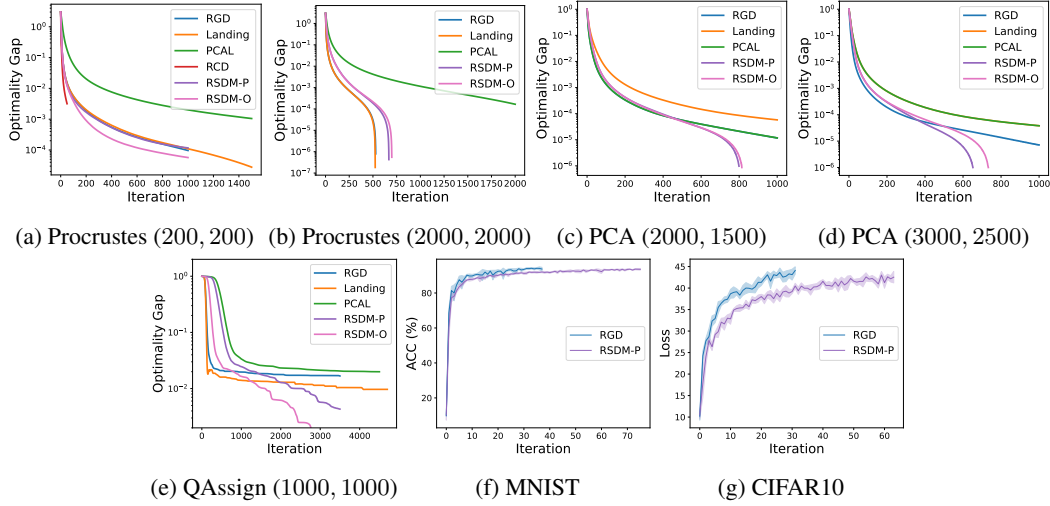 Optimality Gap
10^0
10^-1
10^-2
10^-3
10^-4
0 200 400 600 800 1000 1200 1400
Iteration
RGD
Landing
PCAL
RCD
RSDM-P
RSDM-O
(a) Procrustes (200, 200)
Optimality Gap
10^0
10^-1
10^-2
10^-3
10^-4
10^-5
10^-6
10^-7
0 250 500 750 1000 1250 1500 1750 2000
Iteration
RGD
Landing
PCAL
RSDM-P
RSDM-O
(b) Procrustes (2000, 2000)
Optimality Gap
10^0
10^-1
10^-2
10^-3
10^-4
10^-5
10^-6
0 200 400 600 800 1000
Iteration
RGD
Landing
PCAL
RSDM-P
RSDM-O
(c) PCA (2000, 1500)
Optimality Gap
10^0
10^-1
10^-2
10^-3
10^-4
10^-5
10^-6
0 200 400 600 800 1000
Iteration
RGD
Landing
PCAL
RSDM-P
RSDM-O
(d) PCA (3000, 2500)
Optimality Gap
10^0
10^-1
10^-2
0 1000 2000 3000 4000
Iteration
RGD
Landing
PCAL
RSDM-P
RSDM-O
(e) QAssign (1000, 1000)
ACC (%)
80
60
40
20
0 10 20 30 40 50 60 70
Iteration
RGD
RSDM-P
(f) MNIST
Loss
45
40
35
30
25
20
15
10
0 10 20 30 40 50 60
Iteration
RGD
RSDM-P
(g) CIFAR10